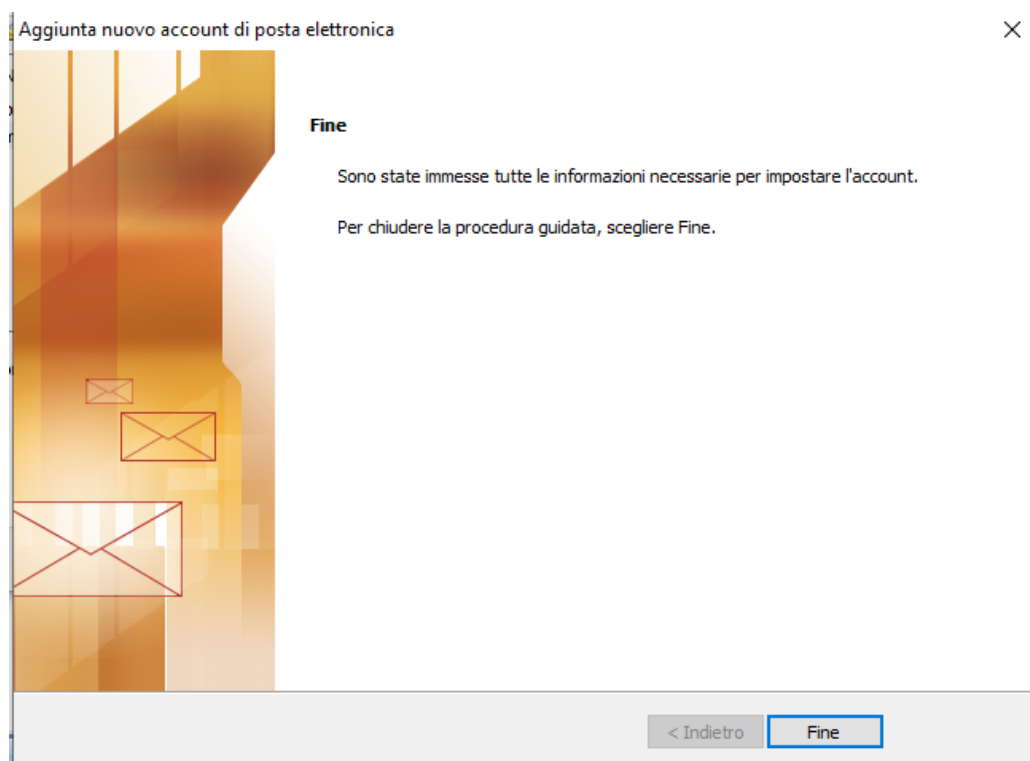 Aggiunta nuovo account di posta elettronica
Fine
Sono state immesse tutte le informazioni necessarie per impostare l'account.
Per chiudere la procedura guidata, scegliere Fine.
< Indietro
Fine